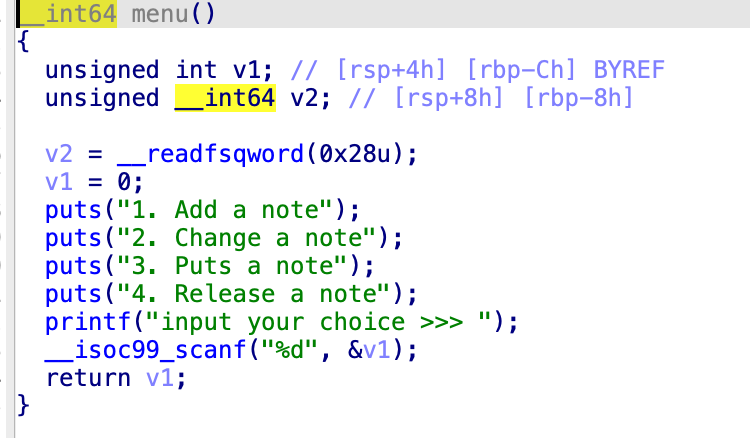 __int64 menu()
{
  unsigned int v1; // [rsp+4h] [rbp-Ch] BYREF
  unsigned __int64 v2; // [rsp+8h] [rbp-8h]

  v2 = __readfsqword(0x28u);
  v1 = 0;
  puts("1. Add a note");
  puts("2. Change a note");
  puts("3. Puts a note");
  puts("4. Release a note");
  printf("input your choice >>> ");
  __isoc99_scanf("%d", &v1);
  return v1;
}